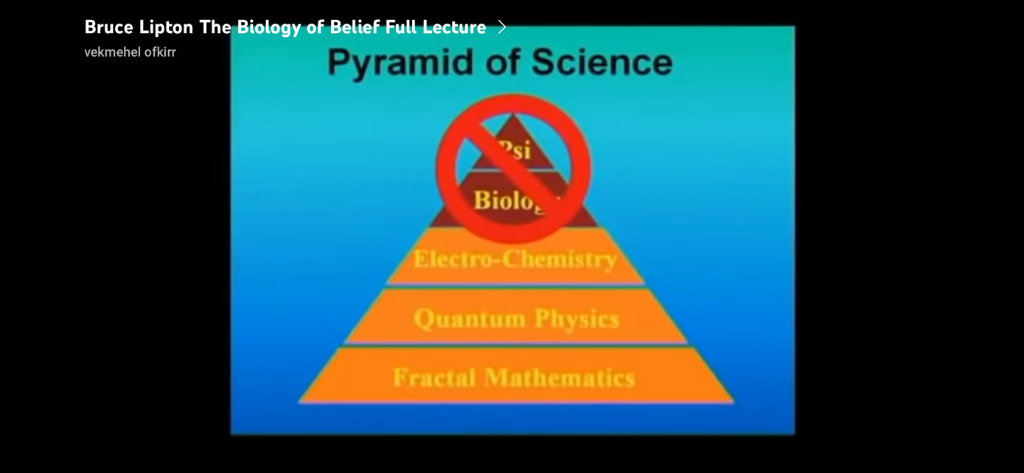 Bruce Lipton The Biology of Belief Full Lecture
vekmehel ofkirr
Pyramid of Science
Psi
Biology
Electro-Chemistry
Quantum Physics
Fractal Mathematics